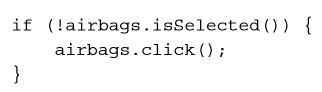 if (!airbags.isSelected()) {
    airbags.click();
}